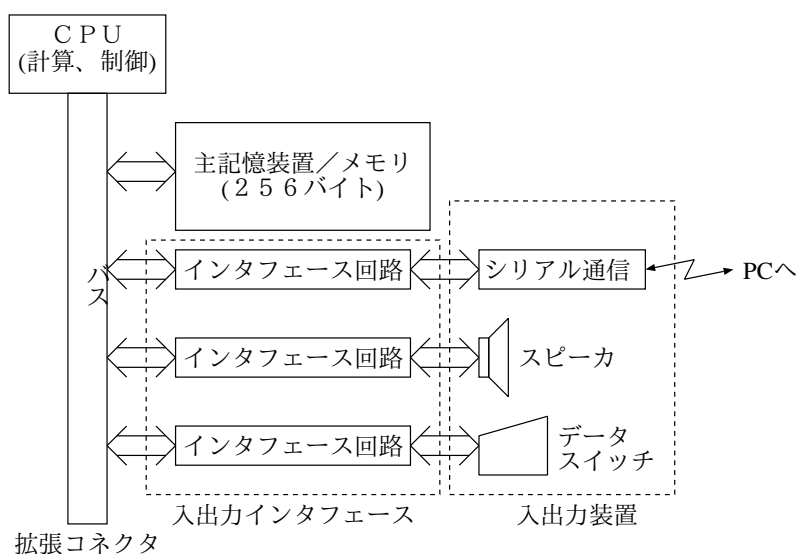 ＣＰＵ
(計算、制御)
主記憶装置／メモリ
(２５６バイト)
バス
インタフェース回路
シリアル通信
PCへ
インタフェース回路
スピーカ
インタフェース回路
データ
スイッチ
入出力インタフェース
入出力装置
拡張コネクタ